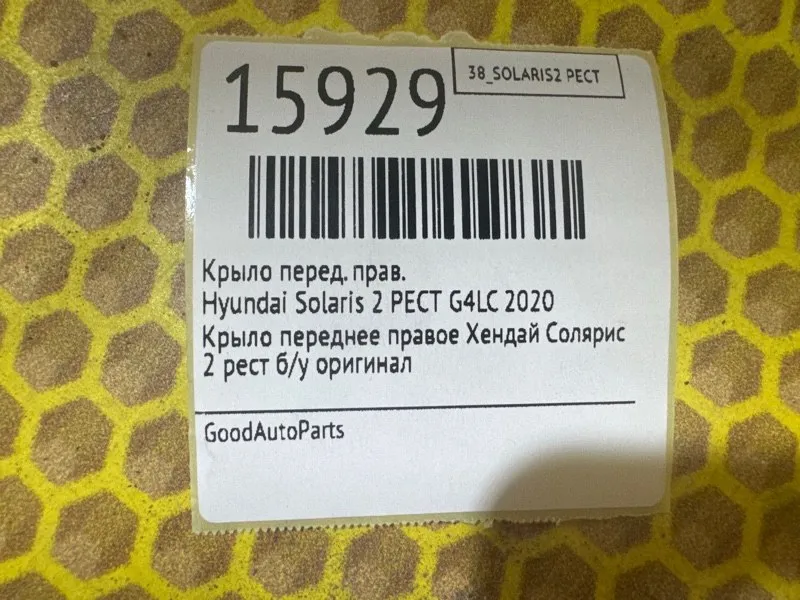 15929
38_SOLARIS2 РЕСТ
Крыло перед. прав.
Hyundai Solaris 2 РЕСТ G4LC 2020
Крыло переднее правое Хендай Солярис
2 рест б/у оригинал
GoodAutoParts